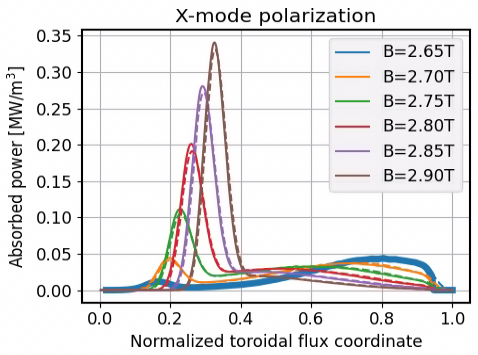 X-mode polarization
Absorbed power [MW/m³]
0.35
0.30
0.25
0.20
0.15
0.10
0.05
0.00
B=2.65T
B=2.70T
B=2.75T
B=2.80T
B=2.85T
B=2.90T
0.0 0.2 0.4 0.6 0.8 1.0
Normalized toroidal flux coordinate